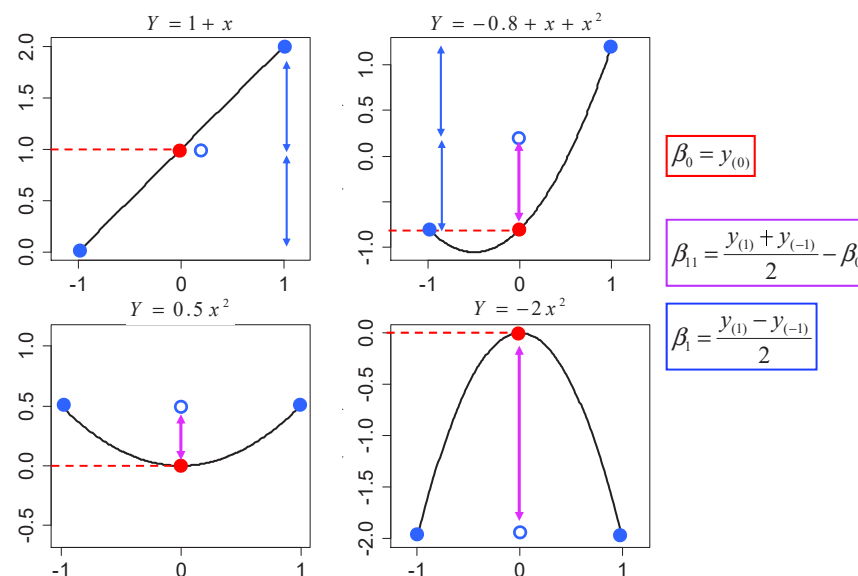 Y = 1 + x
2.0
1.5
1.0
0.5
0.0
-1 0 1
Y = −0.8 + x + x²
1.0
0.5
0.0
-1.0
-1 0 1
β₀ = y₍₀₎
β₁₁ = (y₍₁₎ + y₍₋₁₎)/2 − β₀
β₁ = (y₍₁₎ − y₍₋₁₎)/2
Y = 0.5 x²
1.0
0.5
0.0
-0.5
-1 0 1
Y = −2x²
0.0
-0.5
-1.0
-1.5
-2.0
-1 0 1